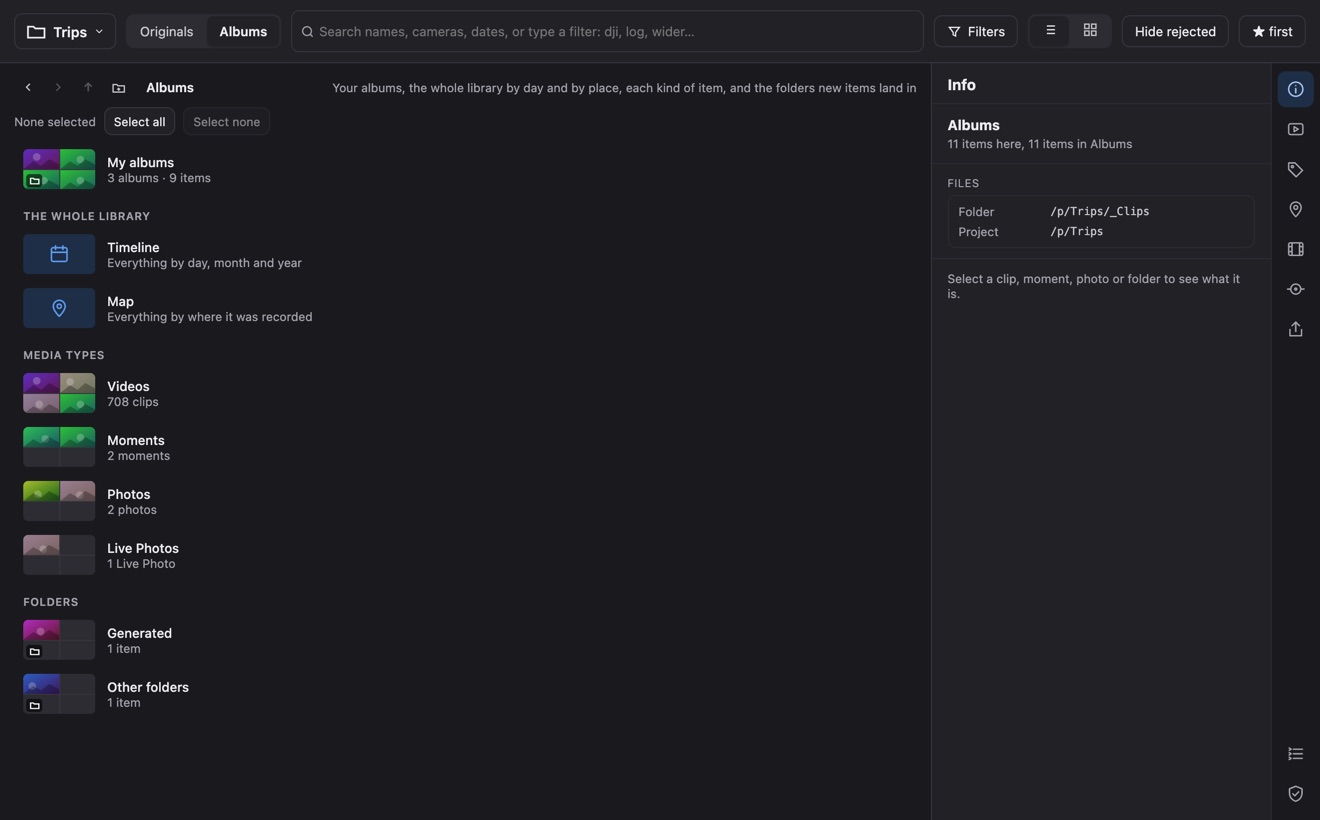 Trips
Originals
Albums
Search names, cameras, dates, or type a filter: dji, log, wider...
Filters
Hide rejected
★ first
Albums
Your albums, the whole library by day and by place, each kind of item, and the folders new items land in
None selected
Select all
Select none
My albums
3 albums · 9 items
THE WHOLE LIBRARY
Timeline
Everything by day, month and year
Map
Everything by where it was recorded
MEDIA TYPES
Videos
708 clips
Moments
2 moments
Photos
2 photos
Live Photos
1 Live Photo
FOLDERS
Generated
1 item
Other folders
1 item
Info
Albums
11 items here, 11 items in Albums
FILES
Folder /p/Trips/_Clips
Project /p/Trips
Select a clip, moment, photo or folder to see what it
is.